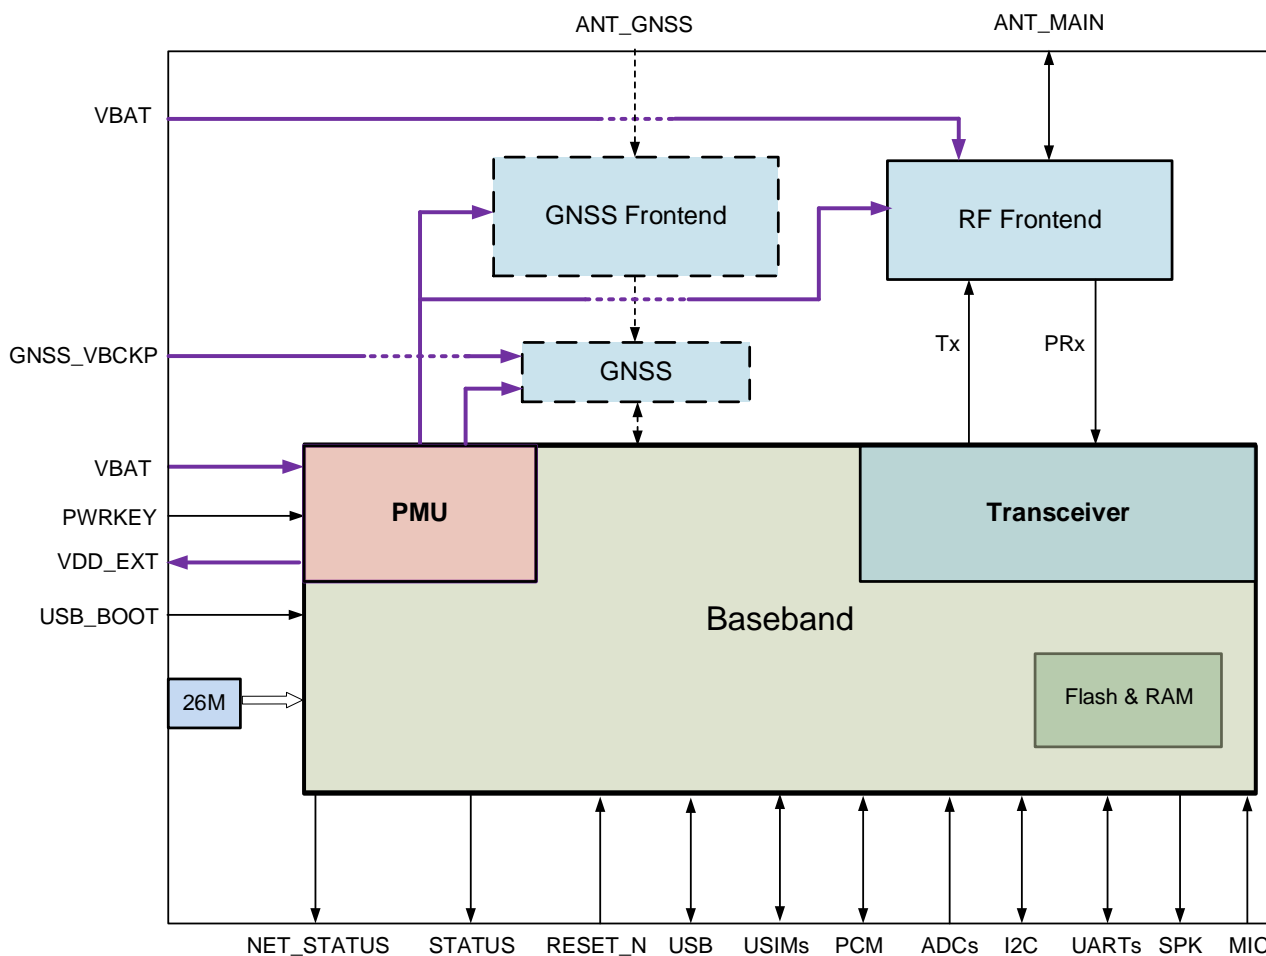 ANT_GNSS
ANT_MAIN
VBAT
GNSS Frontend
RF Frontend
Tx
PRx
GNSS_VBCKP
GNSS
VBAT
PWRKEY
PMU
Transceiver
VDD_EXT
USB_BOOT
Baseband
26M
Flash & RAM
NET_STATUS
STATUS
RESET_N
USB
USIMs
PCM
ADCs
I2C
UARTs
SPK
MIC